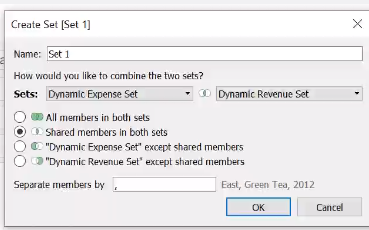 Create Set [Set 1]
Name: Set 1
How would you like to combine the two sets?
Sets: Dynamic Expense Set Dynamic Revenue Set
All members in both sets
Shared members in both sets
"Dynamic Expense Set" except shared members
"Dynamic Revenue Set" except shared members
Separate members by , East, Green Tea, 2012
OK Cancel